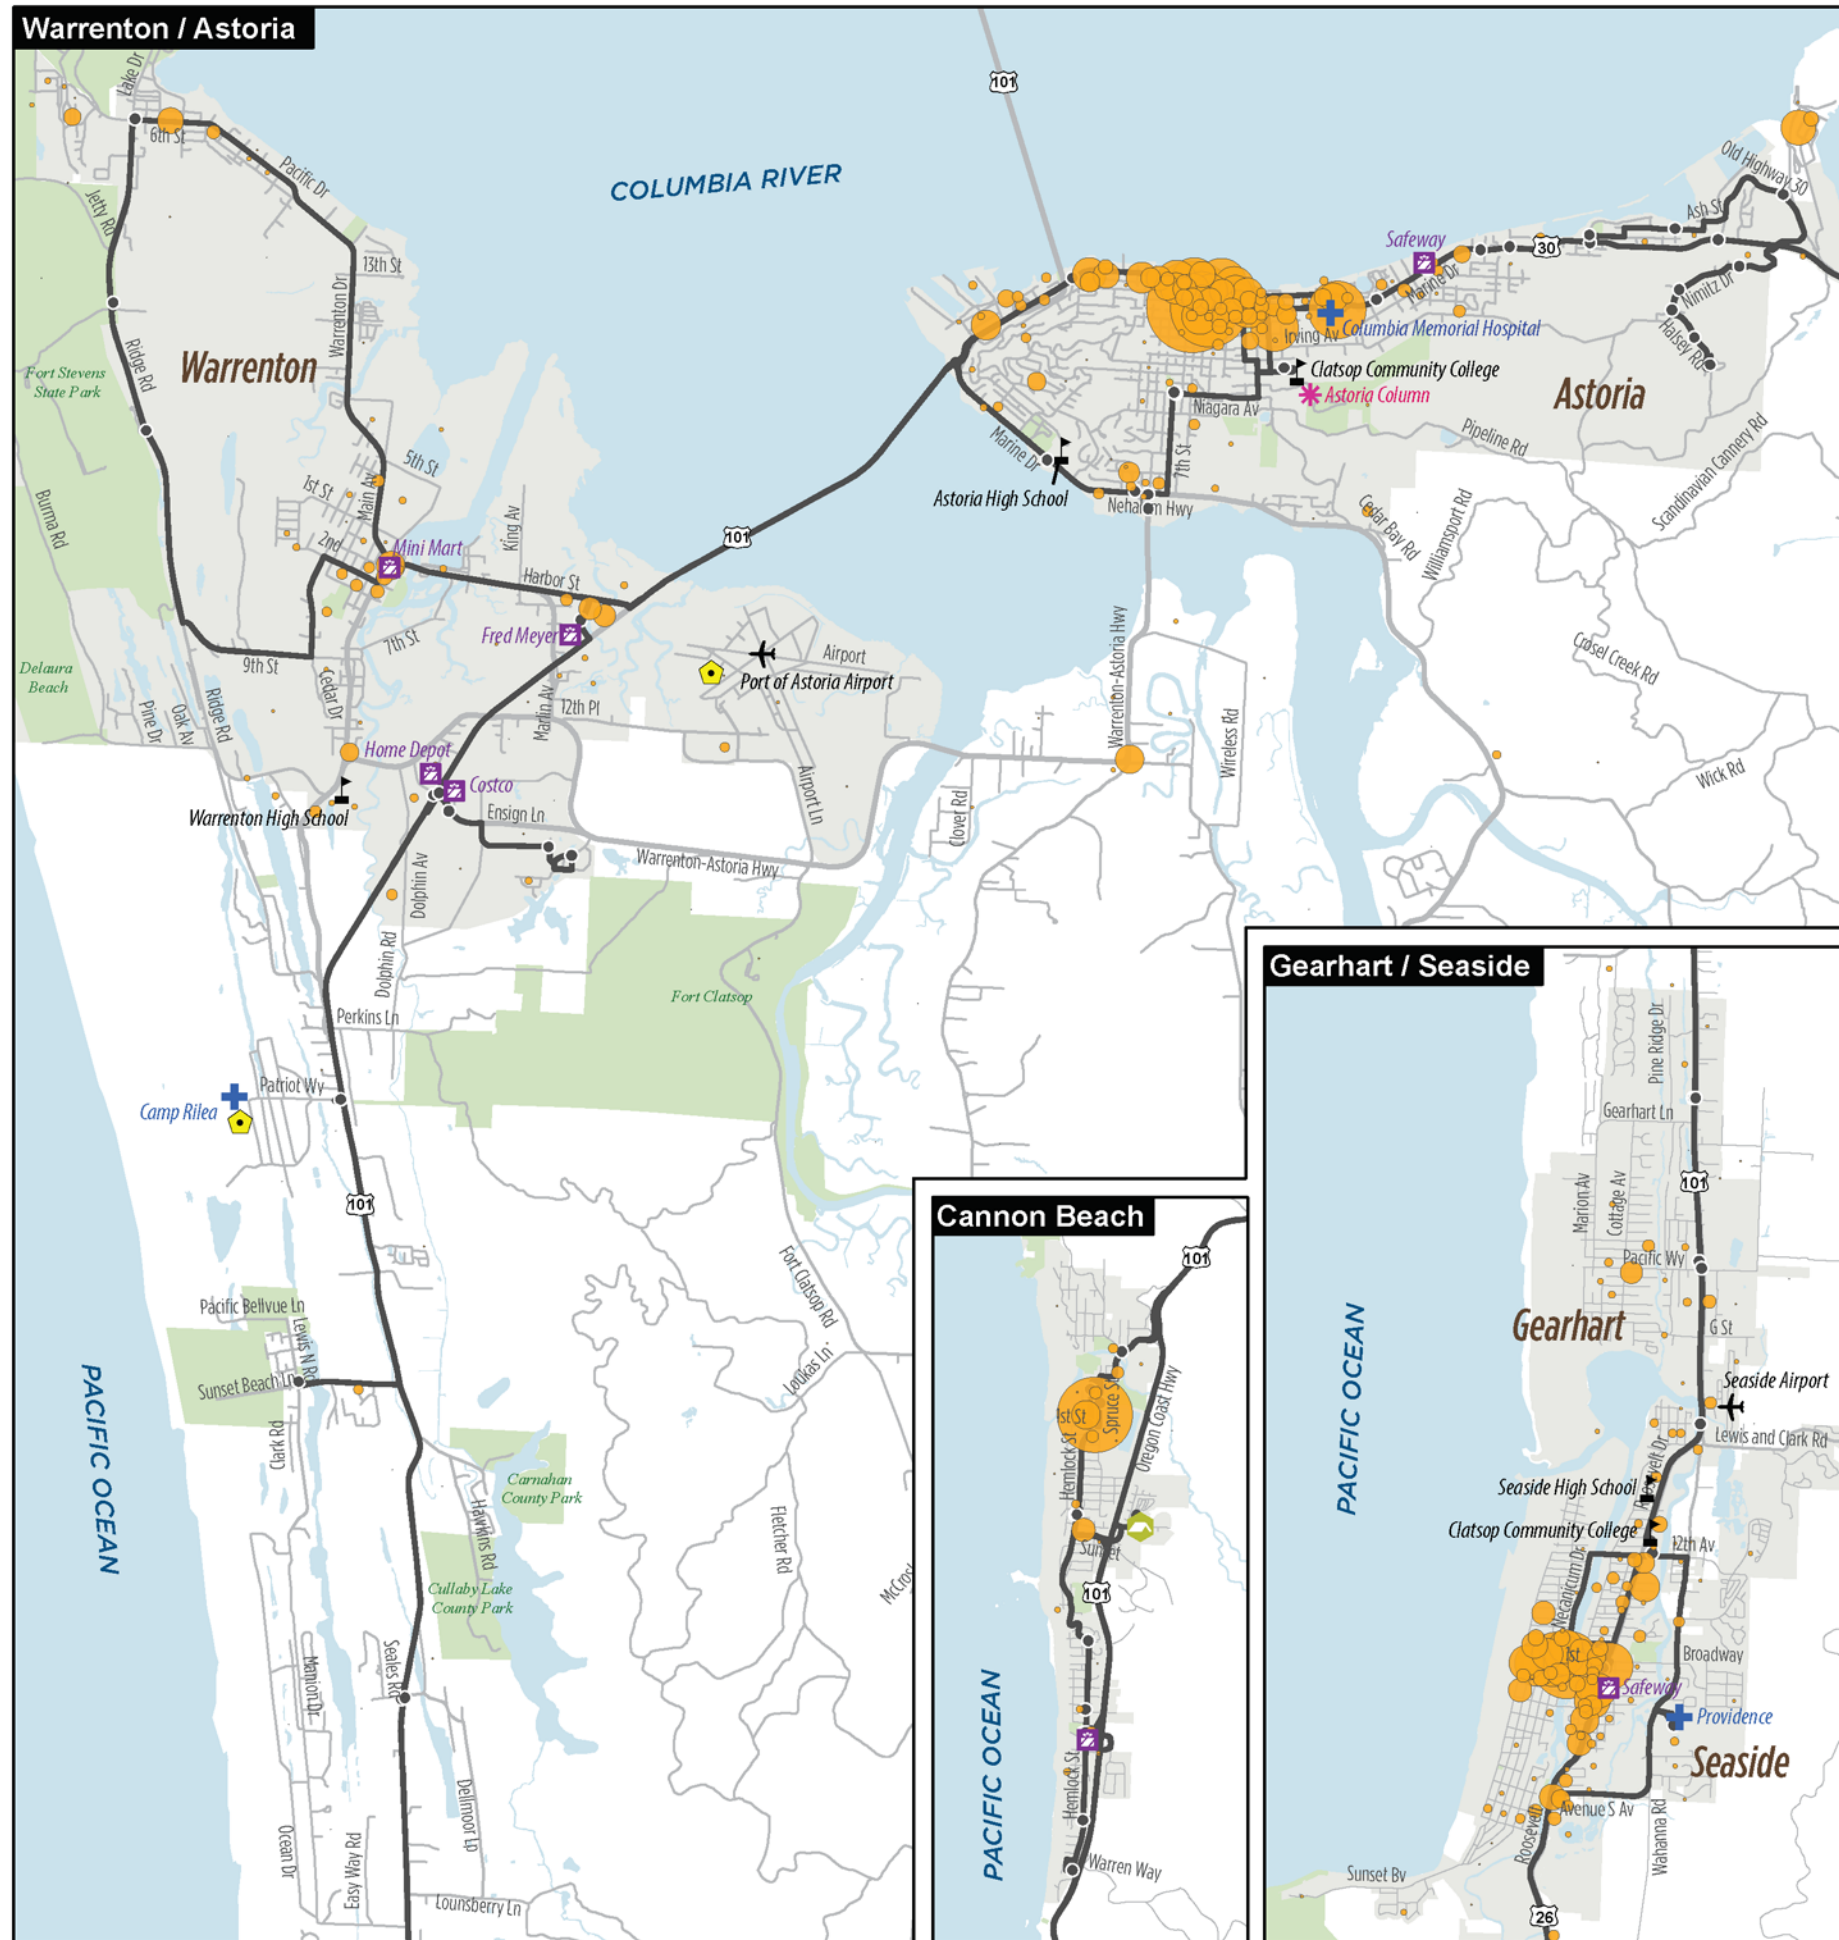 Warrenton / Astoria
Lake Dr
6th St
Pacific Dr
Jetty Rd
13th St
Warrenton Dr
Ridge Rd
Fort Stevens
State Park
Warrenton
Burma Rd
1st St
5th St
Main Av
2nd
Mini Mart
King Av
Harbor St
Fred Meyer
7th St
9th St
Delaura
Beach
Pine Dr
Oak Av
Ridge Rd
Cedar Dr
Marlin Av
12th Pl
Home Depot
Costco
Warrenton High School
Ensign Ln
Dolphin Av
Dolphin Rd
Airport
Port of Astoria Airport
Airport Ln
Warrenton-Astoria Hwy
COLUMBIA RIVER
101
101
30
Safeway
Marine Dr
Ash St
Old Highway 30
Nimitz Dr
Halsey Rd
Irving Av
Columbia Memorial Hospital
Clatsop Community College
Astoria Column
Astoria
Niagara Av
7th St
Marine Dr
Astoria High School
Nehalem Hwy
Pipeline Rd
Scandinavian Cannery Rd
Cedar Bay Rd
Williamsport Rd
Crosel Creek Rd
Wick Rd
Warrenton-Astoria Hwy
Wireless Rd
Clover Rd
Fort Clatsop
Perkins Ln
Patriot Wy
Camp Rilea
101
Pacific Bellvue Ln
Lewis N Rd
Sunset Beach Ln
Clark Rd
PACIFIC OCEAN
Fort Clatsop Rd
Loukas Ln
Carnahan
County Park
Hawkins Rd
Cullaby Lake
County Park
Fletcher Rd
McCros
Seales Rd
Manion Dr
Dellmoor Lp
Ocean Dr
Easy Way Rd
Lounsberry Ln
Cannon Beach
101
1st St
Spruce St
Hemlock St
Oregon Coast Hwy
Sunset
101
PACIFIC OCEAN
Hemlock St
Warren Way
Gearhart / Seaside
Pine Ridge Dr
Gearhart Ln
101
Marion Av
Cottage Av
Pacific Wy
Gearhart
G St
PACIFIC OCEAN
Seaside Airport
Lewis and Clark Rd
Roosevelt Dr
Seaside High School
Clatsop Community College
12th Av
Necanicum Dr
1st
Broadway
Safeway
Providence
Seaside
Avenue S Av
Roosevelt
Wahanna Rd
Sunset Bv
26